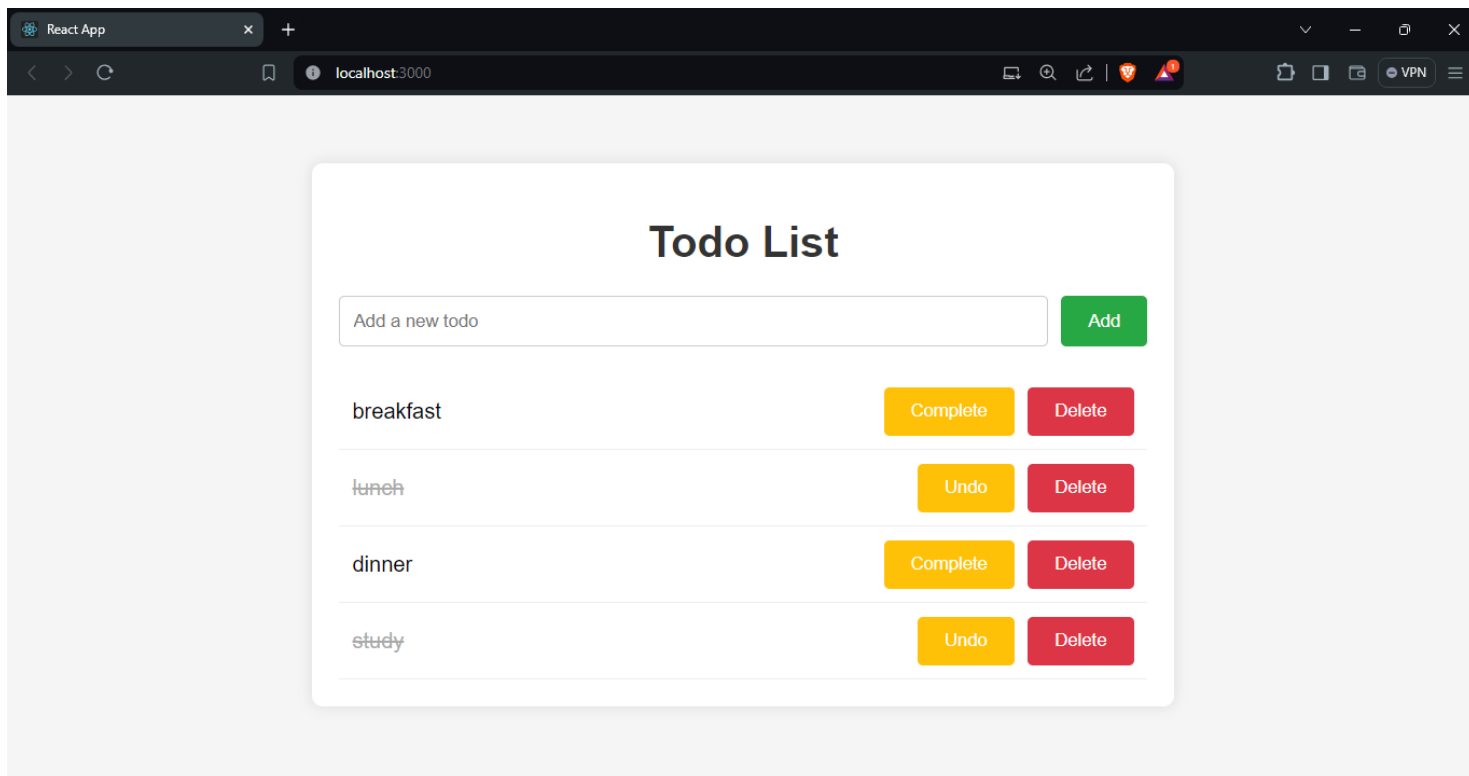 React App
localhost:3000
1
VPN
Todo List
Add a new todo Add
breakfast Complete Delete
lunch Undo Delete
dinner Complete Delete
study Undo Delete